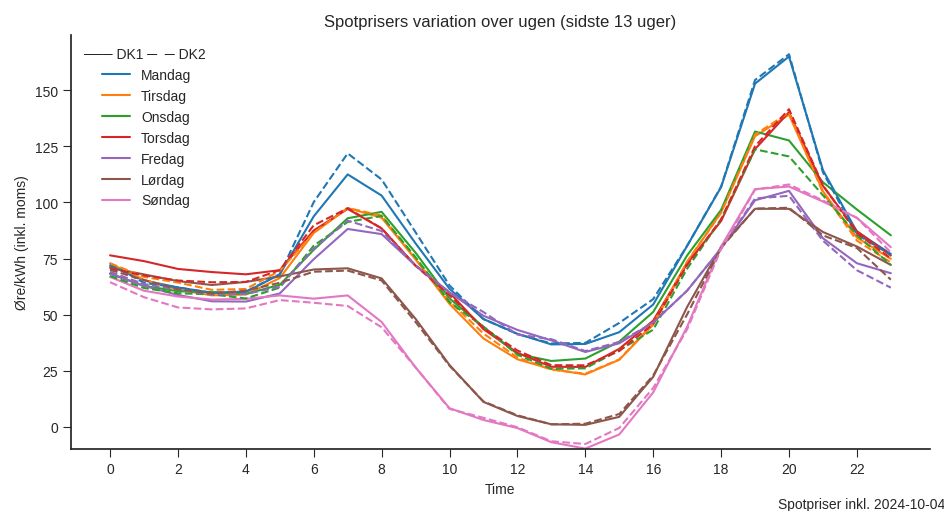 Spotprisers variation over ugen (sidste 13 uger)
DK1 DK2
Mandag
Tirsdag
Onsdag
Torsdag
Fredag
Lørdag
Søndag
Øre/kWh (inkl. moms)
150
125
100
75
50
25
0
0 2 4 6 8 10 12 14 16 18 20 22
Time
Spotpriser inkl. 2024-10-04